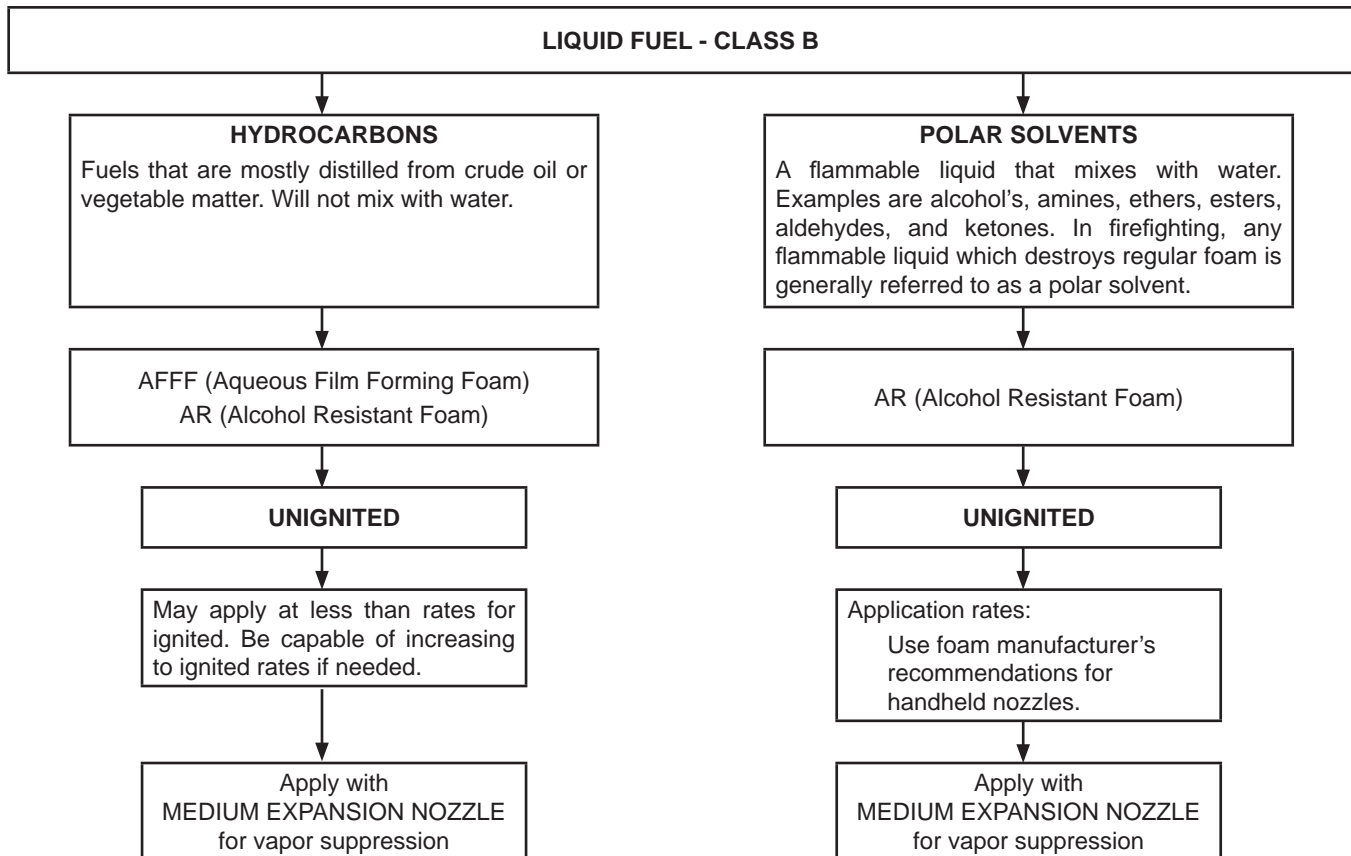 LIQUID FUEL - CLASS B
HYDROCARBONS
Fuels that are mostly distilled from crude oil or
vegetable matter. Will not mix with water.
POLAR SOLVENTS
A flammable liquid that mixes with water.
Examples are alcohol's, amines, ethers, esters,
aldehydes, and ketones. In firefighting, any
flammable liquid which destroys regular foam is
generally referred to as a polar solvent.
AFFF (Aqueous Film Forming Foam)
AR (Alcohol Resistant Foam)
AR (Alcohol Resistant Foam)
UNIGNITED
UNIGNITED
May apply at less than rates for
ignited. Be capable of increasing
to ignited rates if needed.
Application rates:
Use foam manufacturer's
recommendations for
handheld nozzles.
Apply with
MEDIUM EXPANSION NOZZLE
for vapor suppression
Apply with
MEDIUM EXPANSION NOZZLE
for vapor suppression